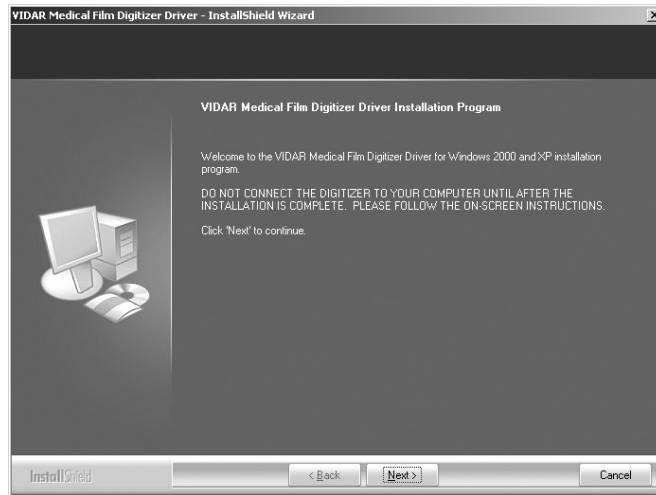 VIDAR Medical Film Digitizer Driver - InstallShield Wizard
VIDAR Medical Film Digitizer Driver Installation Program
Welcome to the VIDAR Medical Film Digitizer Driver for Windows 2000 and XP installation
program.
DO NOT CONNECT THE DIGITIZER TO YOUR COMPUTER UNTIL AFTER THE
INSTALLATION IS COMPLETE. PLEASE FOLLOW THE ON-SCREEN INSTRUCTIONS.
Click 'Next' to continue.
InstallShield
< Back
Next >
Cancel